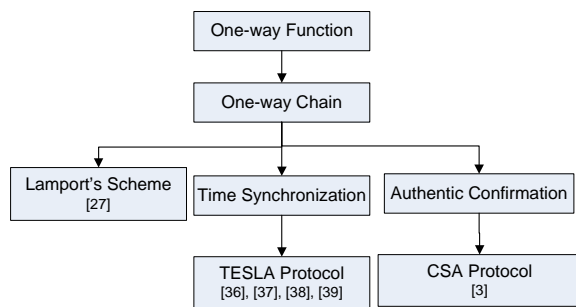 One-way Function
One-way Chain
Lamport's Scheme
[27]
Time Synchronization
Authentic Confirmation
TESLA Protocol
[36], [37], [38], [39]
CSA Protocol
[3]